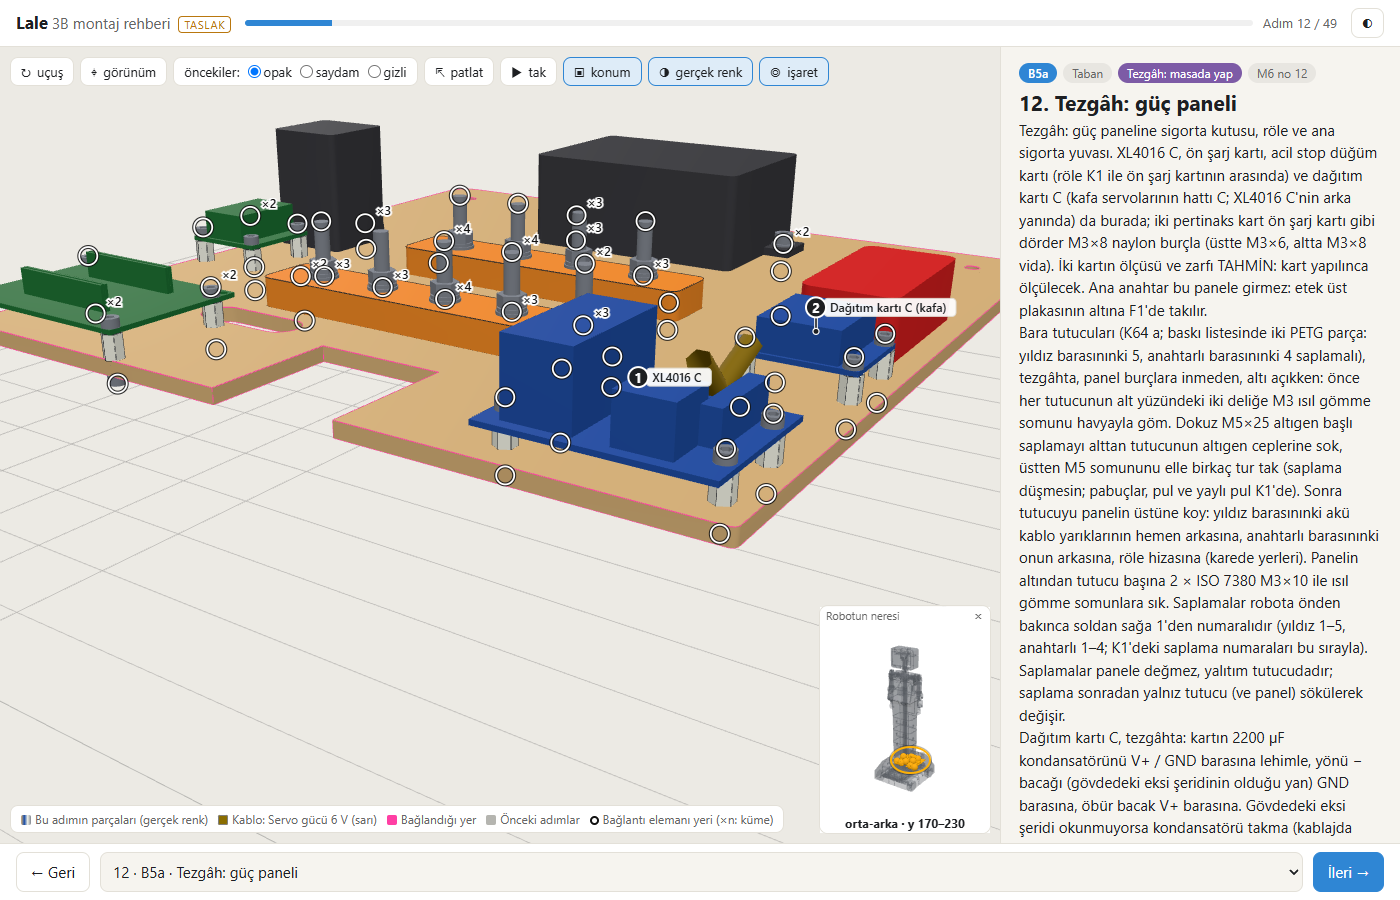 Lale 3B montaj rehberi TASLAK
Adım 12 / 49
↻ uçuş
⌖ görünüm
öncekiler: opak saydam gizli
⇱ patlat
▶ tak
▣ konum
◑ gerçek renk
◎ işaret
×2
×3
×3
×3
×4
×4
×2
×2
×2
×3
×3
×3
×2
×4
×3
×2
×3
2 Dağıtım kartı C (kafa)
1 XL4016 C
Robotun neresi ×
orta-arka · y 170–230
Bu adımın parçaları (gerçek renk)
Kablo: Servo gücü 6 V (sarı)
Bağlandığı yer
Önceki adımlar
Bağlantı elemanı yeri (×n: küme)
B5a Taban Tezgâh: masada yap M6 no 12
12. Tezgâh: güç paneli
Tezgâh: güç paneline sigorta kutusu, röle ve ana
sigorta yuvası. XL4016 C, ön şarj kartı, acil stop düğüm
kartı (röle K1 ile ön şarj kartının arasında) ve dağıtım
kartı C (kafa servolarının hattı C; XL4016 C'nin arka
yanında) da burada; iki pertinaks kart ön şarj kartı gibi
dörder M3×8 naylon burçla (üstte M3×6, altta M3×8
vida). İki kartın ölçüsü ve zarfı TAHMİN: kart yapılınca
ölçülecek. Ana anahtar bu panele girmez: etek üst
plakasının altına F1'de takılır.
Bara tutucuları (K64 a; baskı listesinde iki PETG parça:
yıldız barasınınki 5, anahtarlı barasınınki 4 saplamalı),
tezgâhta, panel burçlara inmeden, altı açıkken: önce
her tutucunun alt yüzündeki iki deliğe M3 ısıl gömme
somunu havyayla göm. Dokuz M5×25 altıgen başlı
saplamayı alttan tutucunun altıgen ceplerine sok,
üstten M5 somununu elle birkaç tur tak (saplama
düşmesin; pabuçlar, pul ve yaylı pul K1'de). Sonra
tutucuyu panelin üstüne koy: yıldız barasınınki akü
kablo yarıklarının hemen arkasına, anahtarlı barasınınki
onun arkasına, röle hizasına (karede yerleri). Panelin
altından tutucu başına 2 × ISO 7380 M3×10 ile ısıl
gömme somunlara sık. Saplamalar robota önden
bakınca soldan sağa 1'den numaralıdır (yıldız 1–5,
anahtarlı 1–4; K1'deki saplama numaraları bu sırayla).
Saplamalar panele değmez, yalıtım tutucudadır;
saplama sonradan yalnız tutucu (ve panel) sökülerek
değişir.
Dağıtım kartı C, tezgâhta: kartın 2200 µF
kondansatörünü V+ / GND barasına lehimle, yönü −
bacağı (gövdedeki eksi şeridinin olduğu yan) GND
barasına, öbür bacak V+ barasına. Gövdedeki eksi
şeridi okunmuyorsa kondansatörü takma (kablajda
← Geri
12 · B5a · Tezgâh: güç paneli
İleri →